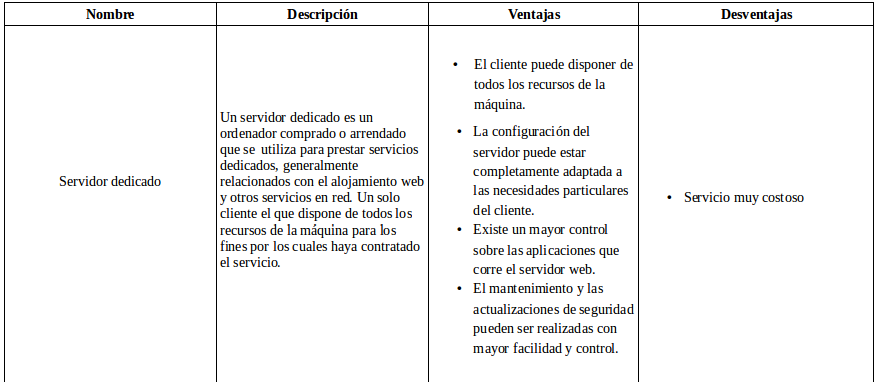 Nombre
Descripción
Ventajas
Desventajas
Servidor dedicado
Un servidor dedicado es un
ordenador comprado o arrendado
que se utiliza para prestar servicios
dedicados, generalmente
relacionados con el alojamiento web
y otros servicios en red. Un solo
cliente el que dispone de todos los
recursos de la máquina para los
fines por los cuales haya contratado
el servicio.
• El cliente puede disponer de
todos los recursos de la
máquina.
• La configuración del
servidor puede estar
completamente adaptada a
las necesidades particulares
del cliente.
• Existe un mayor control
sobre las aplicaciones que
corre el servidor web.
• El mantenimiento y las
actualizaciones de seguridad
pueden ser realizadas con
mayor facilidad y control.
• Servicio muy costoso